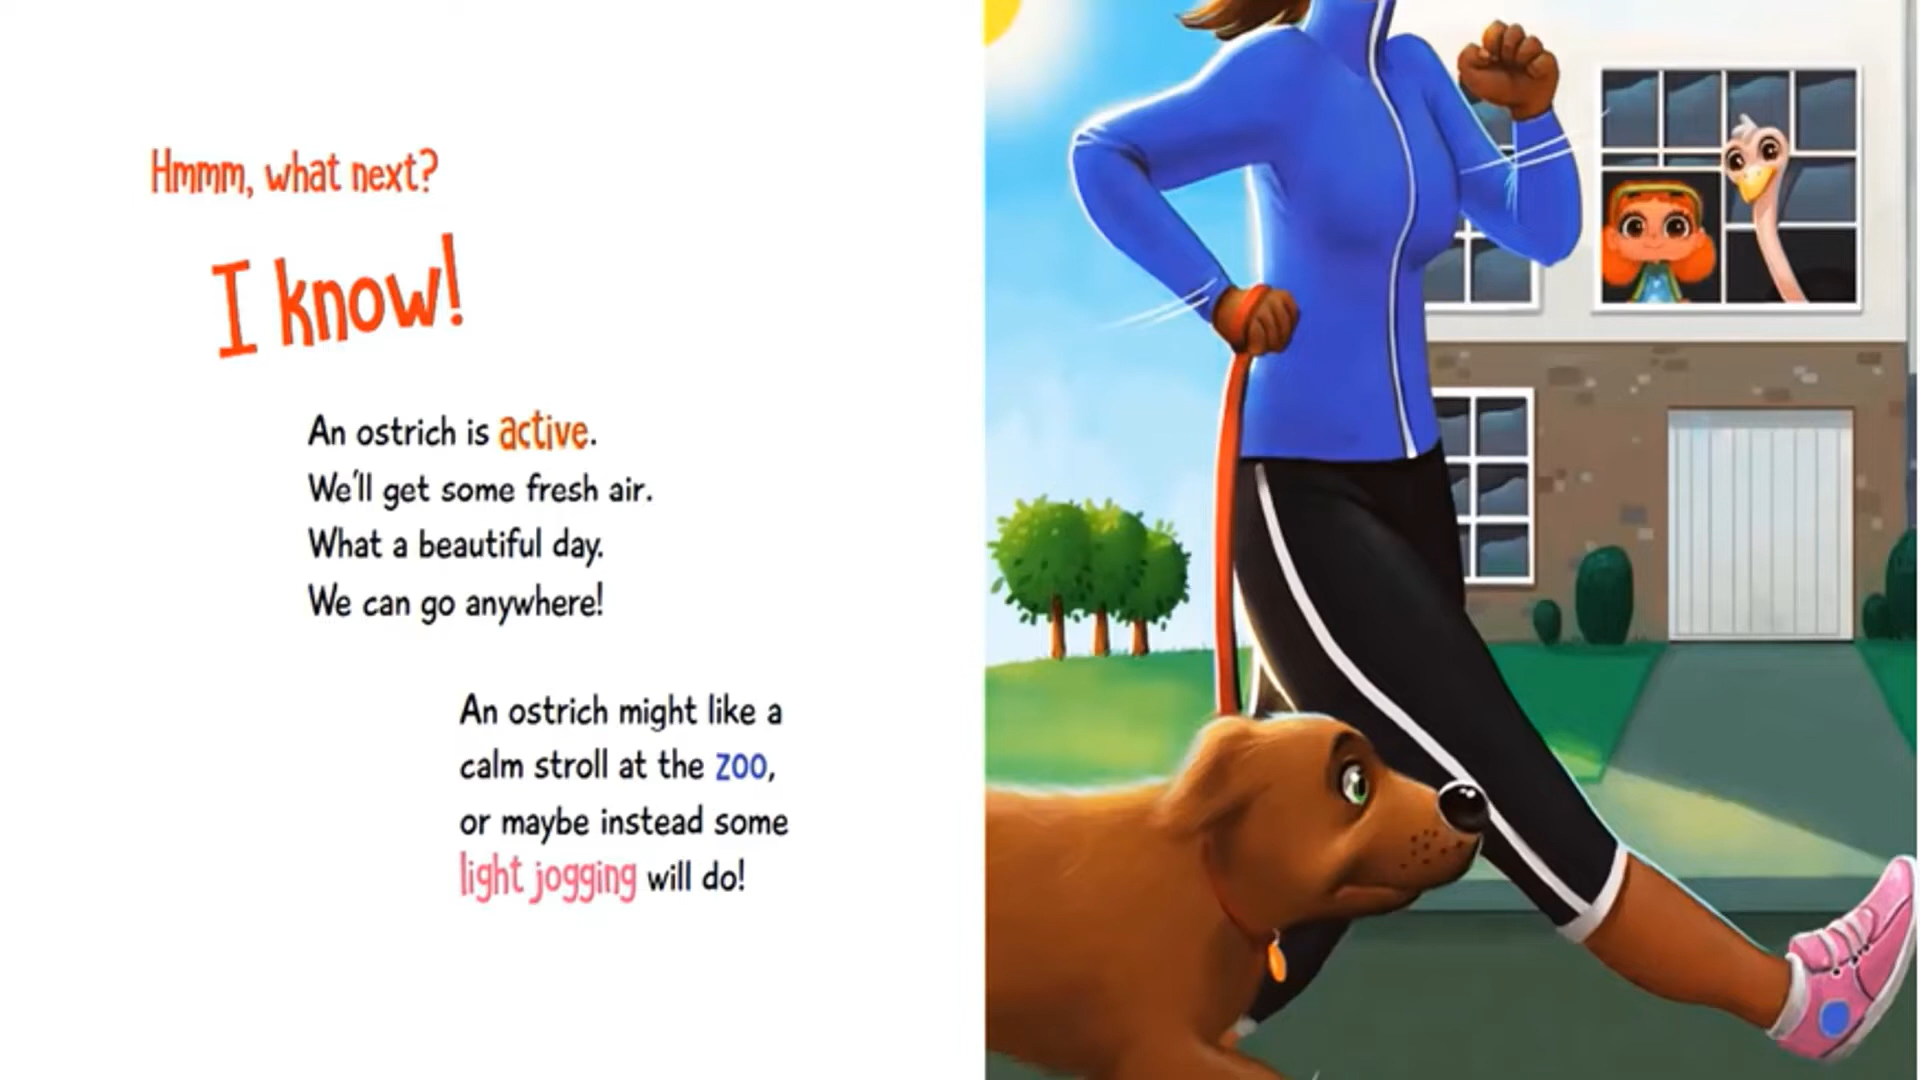 Hmmm, what next?
I know!
An ostrich is active.
We'll get some fresh air.
What a beautiful day.
We can go anywhere!
An ostrich might like a
calm stroll at the zoo,
or maybe instead some
light jogging will do!